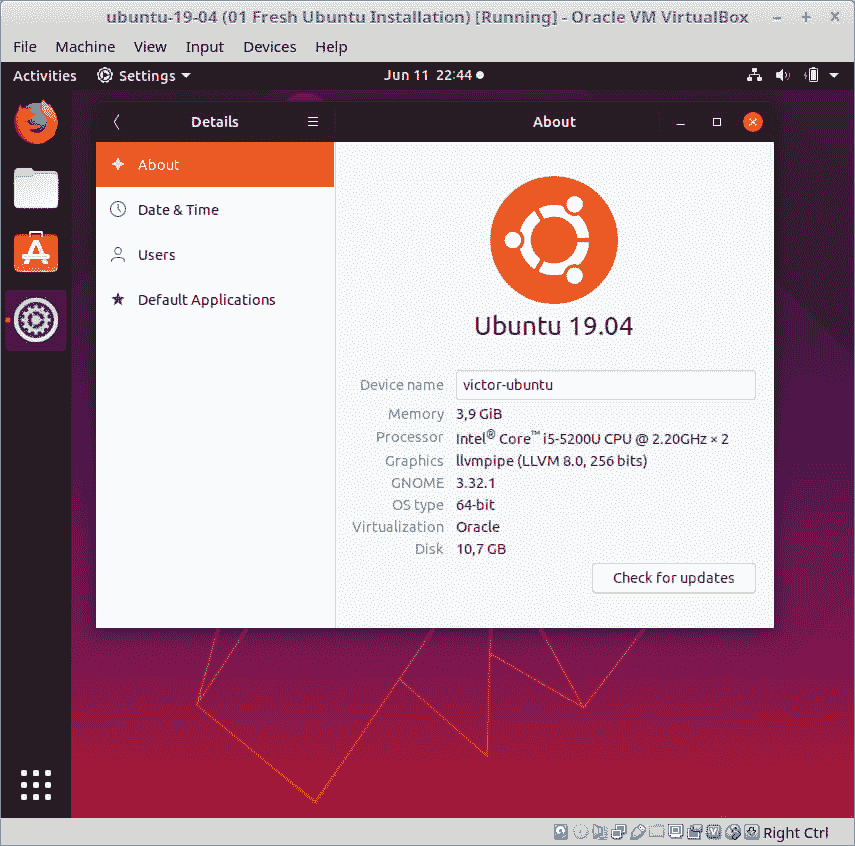 ubuntu-19-04 (01 Fresh Ubuntu Installation) [Running] - Oracle VM VirtualBox
File Machine View Input Devices Help
Activities Settings Jun 11 22:44
Details About
About
Date & Time
Users
Default Applications
Ubuntu 19.04
Device name victor-ubuntu
Memory 3,9 GiB
Processor Intel® Core™ i5-5200U CPU @ 2.20GHz × 2
Graphics llvmpipe (LLVM 8.0, 256 bits)
GNOME 3.32.1
OS type 64-bit
Virtualization Oracle
Disk 10,7 GB
Check for updates
Right Ctrl